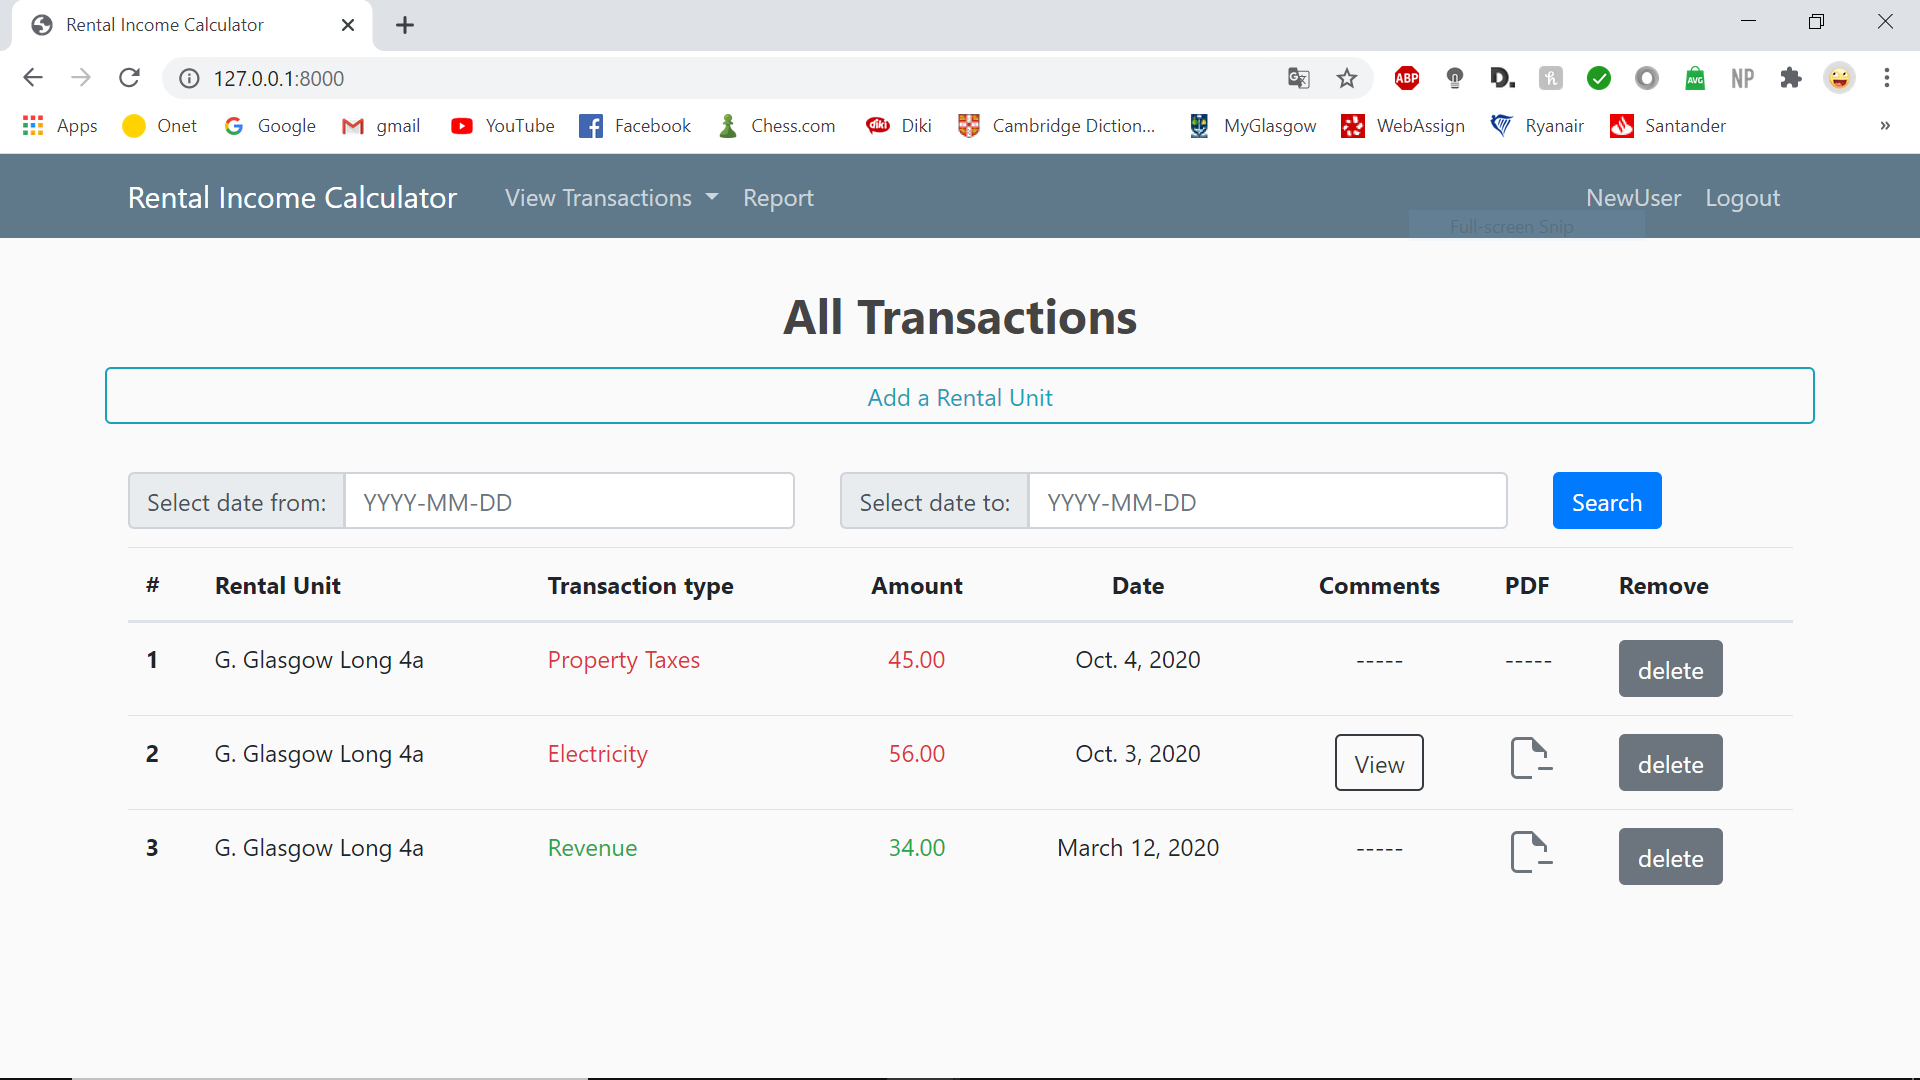 Rental Income Calculator
127.0.0.1:8000
ABP D. h AVG NP
Apps Onet Google gmail YouTube Facebook Chess.com diki Diki Cambridge Diction... MyGlasgow WebAssign Ryanair Santander »
Rental Income Calculator View Transactions Report NewUser Logout
Full-screen Snip
All Transactions
Add a Rental Unit
Select date from: YYYY-MM-DD Select date to: YYYY-MM-DD Search
# Rental Unit Transaction type Amount Date Comments PDF Remove
1 G. Glasgow Long 4a Property Taxes 45.00 Oct. 4, 2020 ----- ----- delete
2 G. Glasgow Long 4a Electricity 56.00 Oct. 3, 2020 View delete
3 G. Glasgow Long 4a Revenue 34.00 March 12, 2020 ----- delete